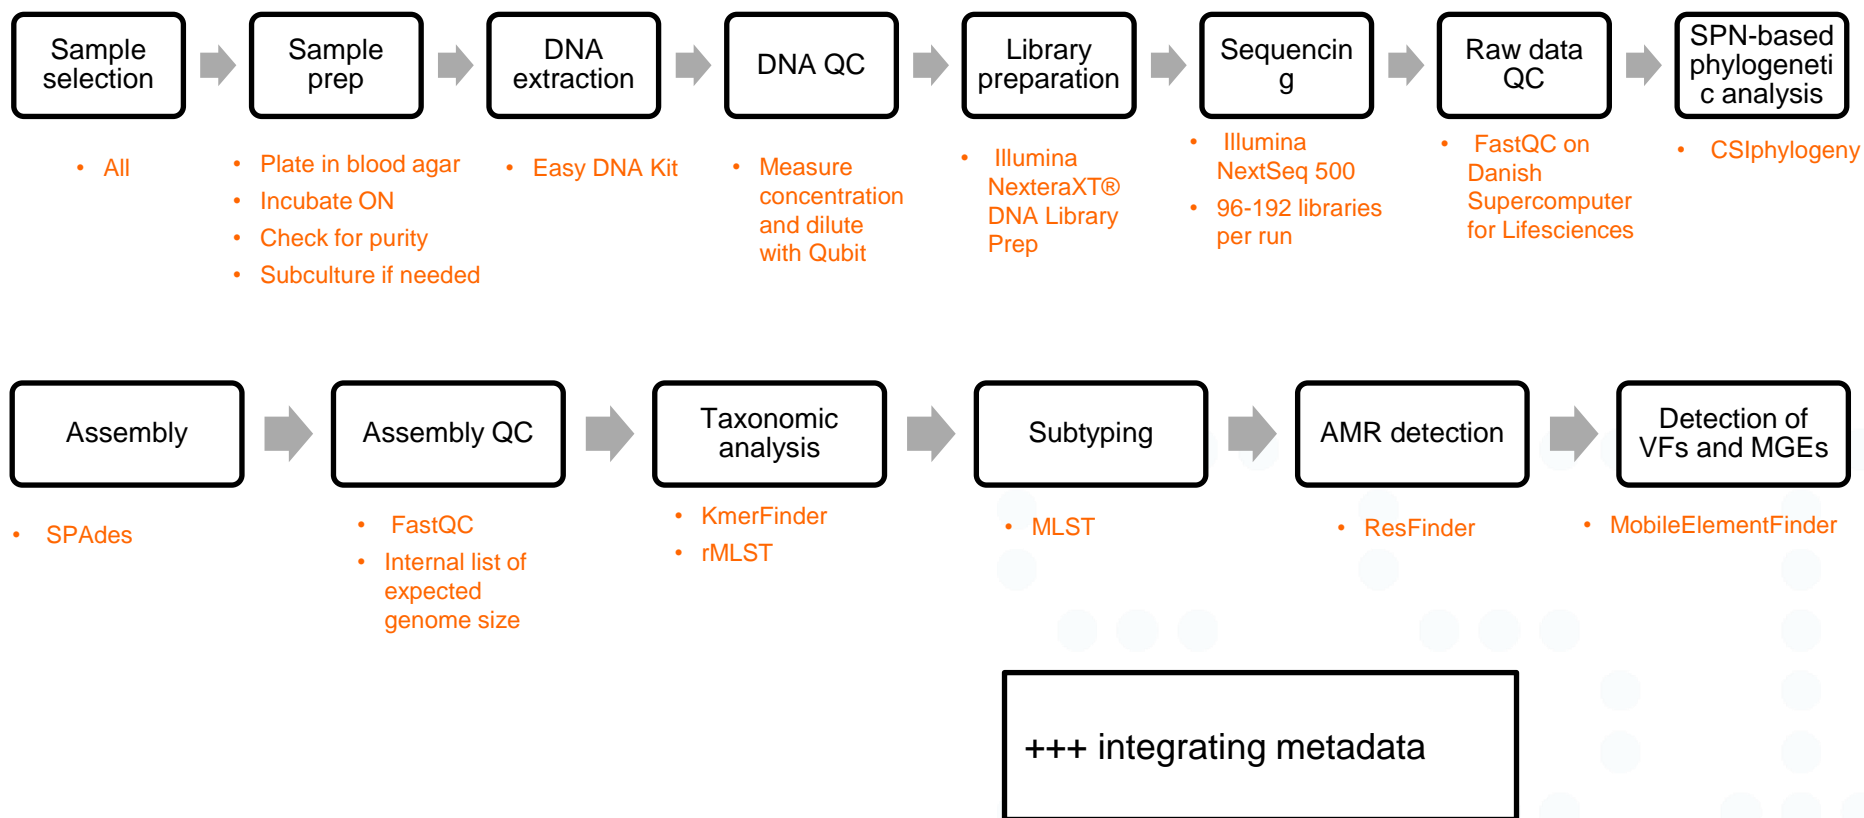 Sample
selection
Sample
prep
DNA
extraction
DNA QC
Library
preparation
Sequencin
g
Raw data
QC
SPN-based
phylogeneti
c analysis
• All
• Plate in blood agar
• Incubate ON
• Check for purity
• Subculture if needed
• Easy DNA Kit
• Measure
concentration
and dilute
with Qubit
• Illumina
NexteraXT®
DNA Library
Prep
• Illumina
NextSeq 500
• 96-192 libraries
per run
• FastQC on
Danish
Supercomputer
for Lifesciences
• CSIphylogeny
Assembly
Assembly QC
Taxonomic
analysis
Subtyping
AMR detection
Detection of
VFs and MGEs
• SPAdes
• FastQC
• Internal list of
expected
genome size
• KmerFinder
• rMLST
• MLST
• ResFinder
• MobileElementFinder
+++ integrating metadata